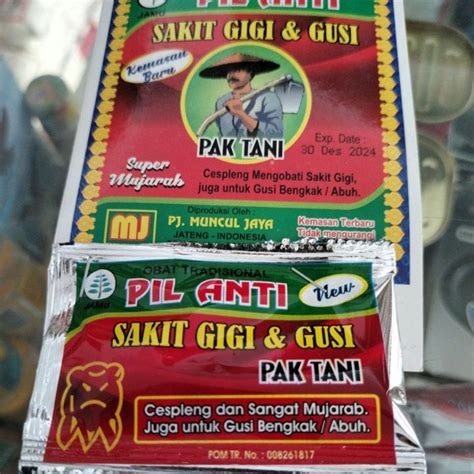 JAMU
PIL ANTI
SAKIT GIGI & GUSI
Kemasan
Baru
PAK TANI
Exp. Date :
30 Des 2024
Super
Mujarab
Cespleng Mengobati Sakit Gigi,
juga untuk Gusi Bengkak / Abuh.
Diproduksi Oleh :
MJ
PJ. MUNCUL JAYA
JATENG - INDONESIA
Kemasan Terbaru
Tidak mengurangi
OBAT TRADISIONAL
JAMU
PIL ANTI
View
SAKIT GIGI & GUSI
PAK TANI
Cespleng dan Sangat Mujarab.
Juga untuk Gusi Bengkak / Abuh.
POM TR. No. : 008261817